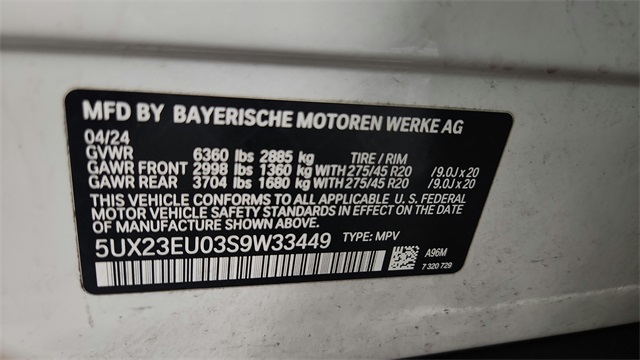 MFD BY BAYERISCHE MOTOREN WERKE AG
04/24
GVWR 6360 lbs 2885 kg TIRE / RIM
GAWR FRONT 2998 lbs 1360 kg WITH 275/45 R20 / 9.0J x 20
GAWR REAR 3704 lbs 1680 kg WITH 275/45 R20 / 9.0J x 20
THIS VEHICLE CONFORMS TO ALL APPLICABLE U.S. FEDERAL
MOTOR VEHICLE SAFETY STANDARDS IN EFFECT ON THE
DATE OF MANUFACTURE SHOWN ABOVE.
5UX23EU03S9W33449 TYPE: MPV
A96M
7 320 729